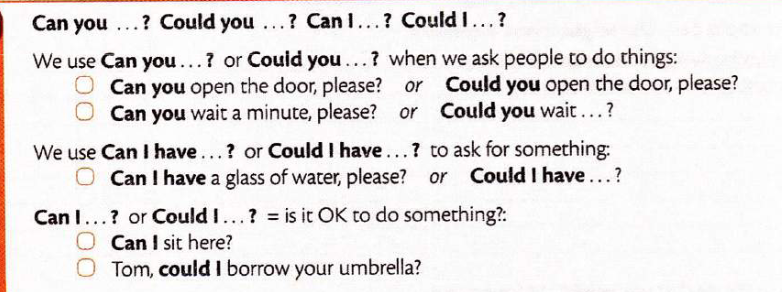 Can you ...? Could you ...? Can I...? Could I...?
We use Can you...? or Could you...? when we ask people to do things:
Can you open the door, please? or Could you open the door, please?
Can you wait a minute, please? or Could you wait...?
We use Can I have...? or Could I have...? to ask for something:
Can I have a glass of water, please? or Could I have...?
Can I...? or Could I...? = is it OK to do something?:
Can I sit here?
Tom, could I borrow your umbrella?